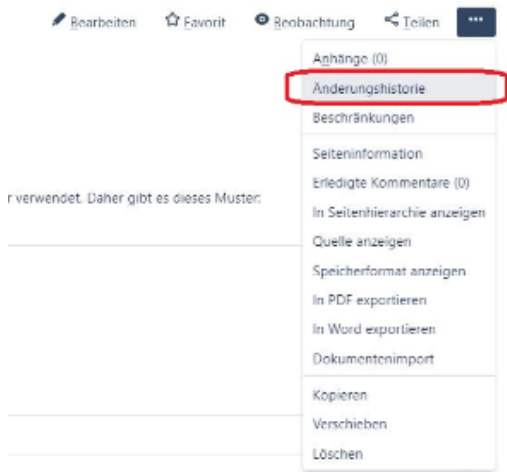 Bearbeiten Favorit Beobachtung Teilen
Anhänge (0)
Änderungshistorie
Beschränkungen
Seiteninformation
Erledigte Kommentare (0)
r verwendet. Daher gibt es dieses Muster:
In Seitenhierarchie anzeigen
Quelle anzeigen
Speicherformat anzeigen
In PDF exportieren
In Word exportieren
Dokumentenimport
Kopieren
Verschieben
Löschen